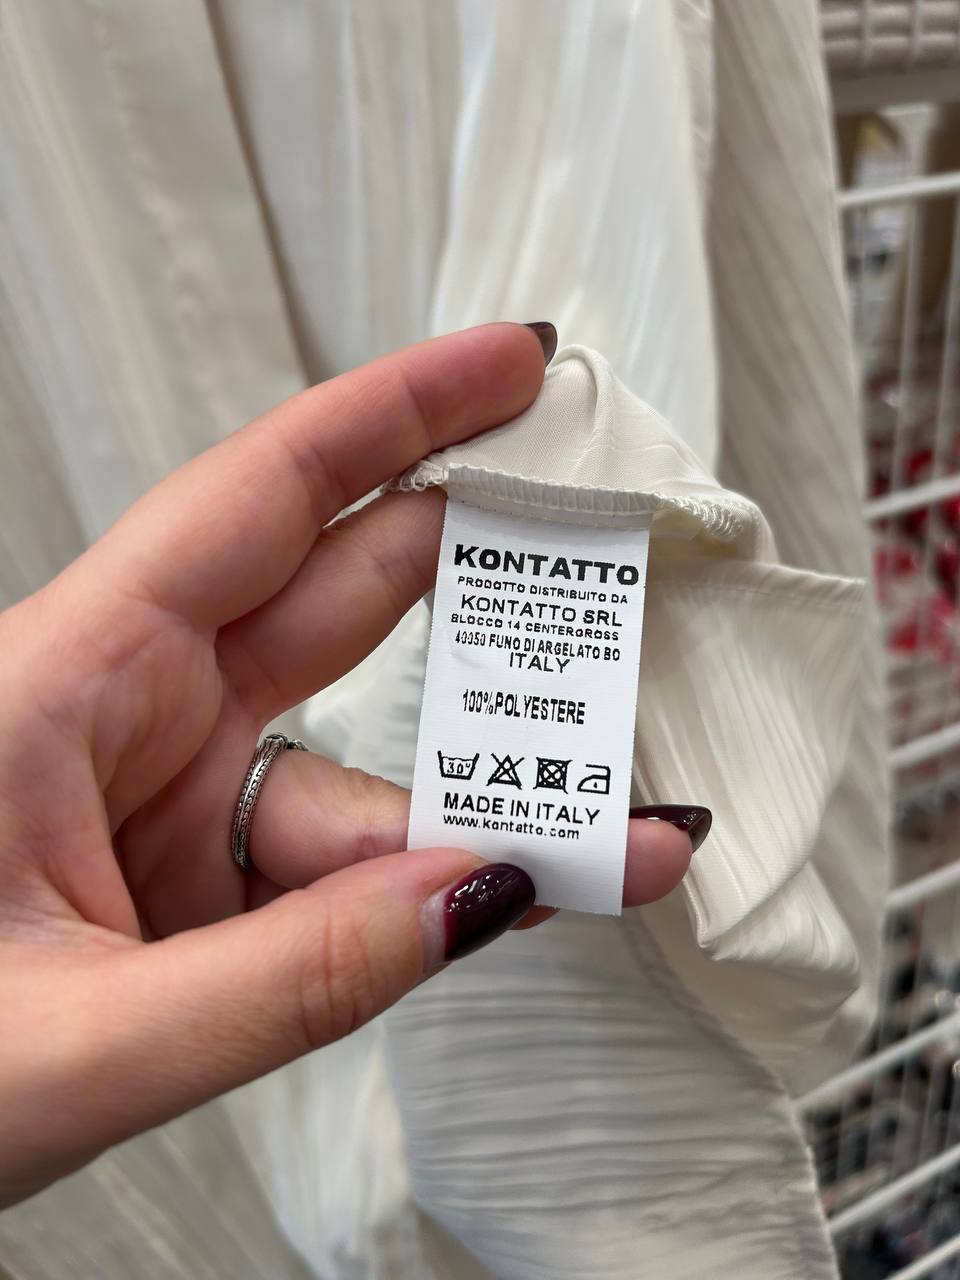 KONTATTO
PRODOTTO DISTRIBUITO DA
KONTATTO SRL
BLOCCO 14 CENTERGROSS
40050 FUNO DI ARGELATO BO
ITALY
100%POLYESTERE
30°
MADE IN ITALY
www.kontatto.com